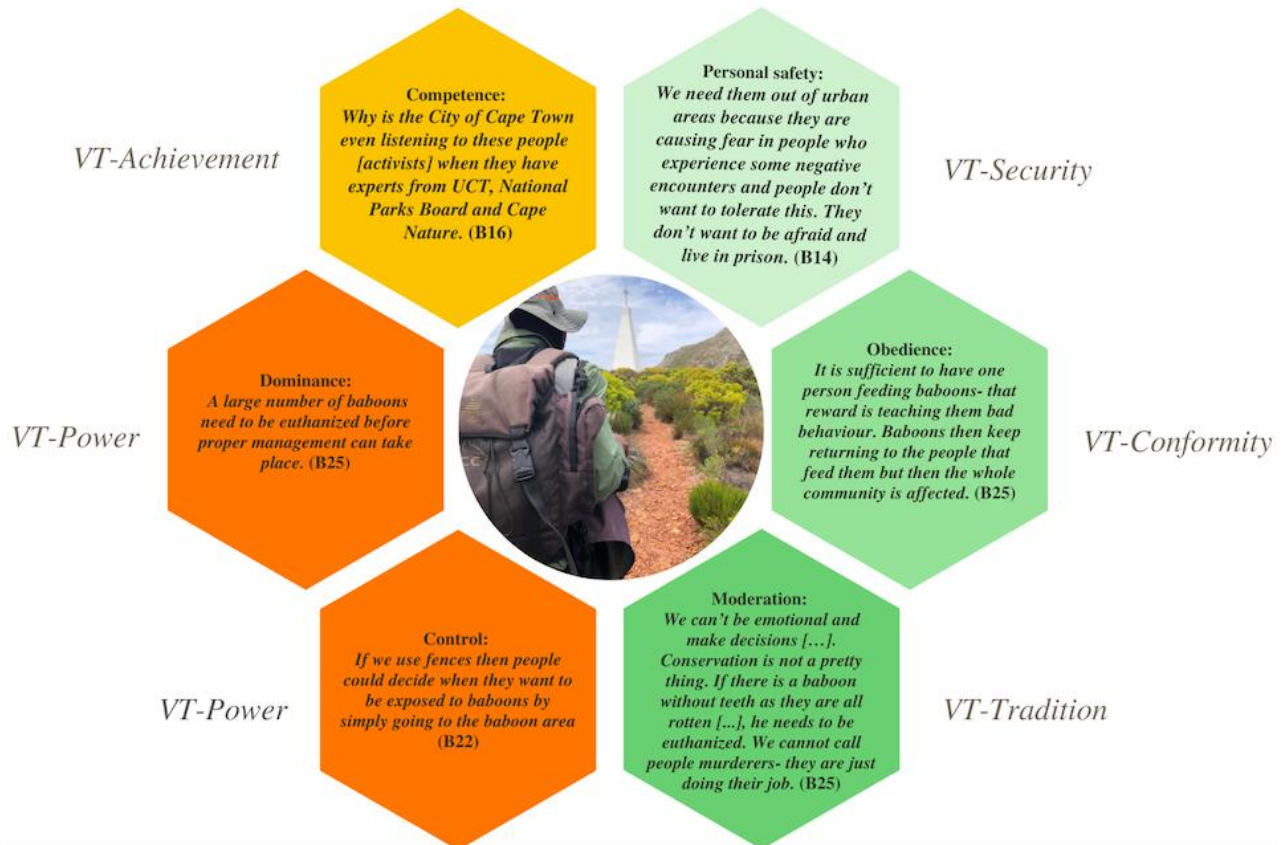 VT-Achievement
Competence:
Why is the City of Cape Town
even listening to these people
[activists] when they have
experts from UCT, National
Parks Board and Cape
Nature. (B16)
Personal safety:
We need them out of urban
areas because they are
causing fear in people who
experience some negative
encounters and people don't
want to tolerate this. They
don't want to be afraid and
live in prison. (B14)
VT-Security
VT-Power
Dominance:
A large number of baboons
need to be euthanized before
proper management can take
place. (B25)
Obedience:
It is sufficient to have one
person feeding baboons- that
reward is teaching them bad
behaviour. Baboons then keep
returning to the people that
feed them but then the whole
community is affected. (B25)
VT-Conformity
VT-Power
Control:
If we use fences then people
could decide when they want to
be exposed to baboons by
simply going to the baboon area
(B22)
Moderation:
We can't be emotional and
make decisions […].
Conservation is not a pretty
thing. If there is a baboon
without teeth as they are all
rotten [...], he needs to be
euthanized. We cannot call
people murderers- they are just
doing their job. (B25)
VT-Tradition